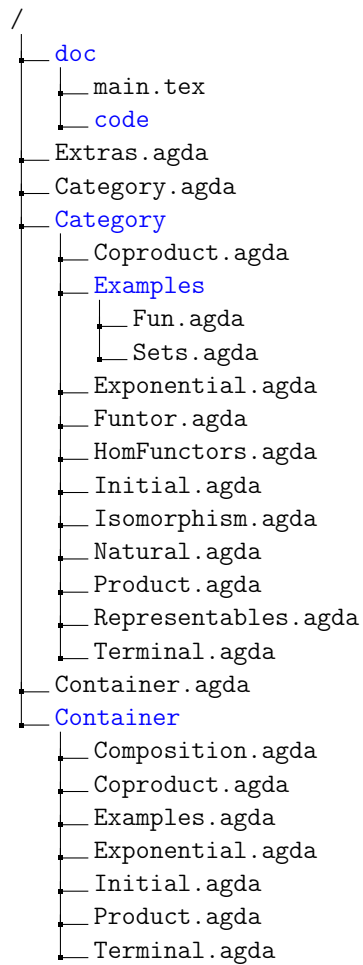 /
doc
main.tex
code
Extras.agda
Category.agda
Category
Coproduct.agda
Examples
Fun.agda
Sets.agda
Exponential.agda
Funtor.agda
HomFunctors.agda
Initial.agda
Isomorphism.agda
Natural.agda
Product.agda
Representables.agda
Terminal.agda
Container.agda
Container
Composition.agda
Coproduct.agda
Examples.agda
Exponential.agda
Initial.agda
Product.agda
Terminal.agda